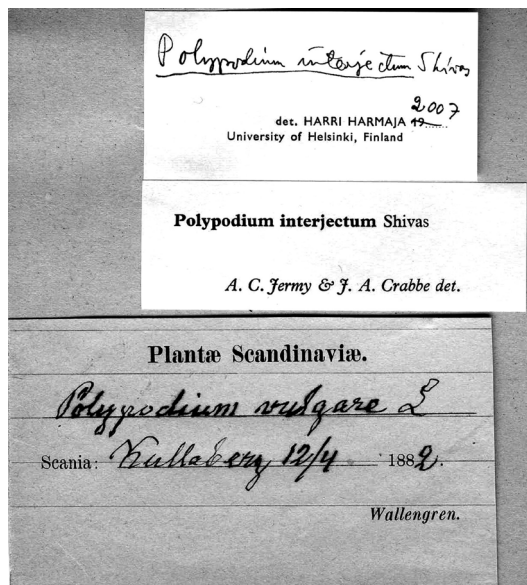 Polypodium interjectum Shivas
2007
det. HARRI HARMAJA 19
University of Helsinki, Finland
Polypodium interjectum Shivas
A. C. Jermy & J. A. Crabbe det.
Plantæ Scandinaviæ.
Polypodium vulgare L
Scania: Kullaberg 12/4 1882.
Wallengren.